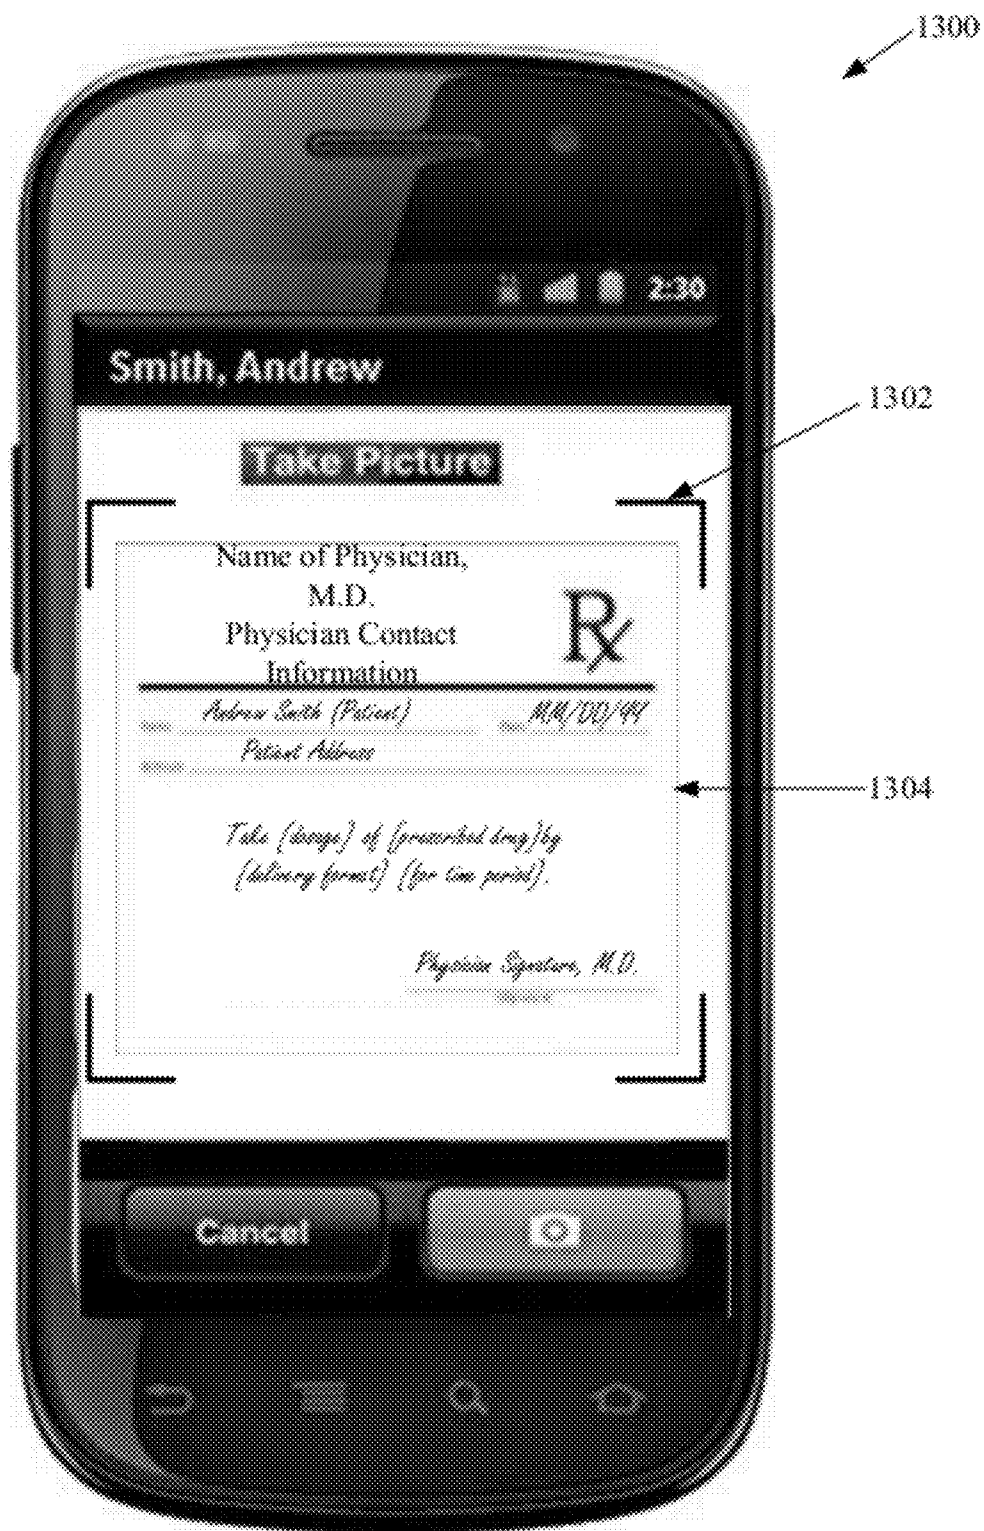 1300
2:30
Smith, Andrew
1302
Take Picture
Name of Physician,
M.D.
Physician Contact
Information
Rx
Andrew Smith (Patient) MM/DD/YY
Patient Address
1304
Take (dosage) of (prescribed drug) by
(delivery format) (for time period).
Physician Signature, M.D.
Cancel